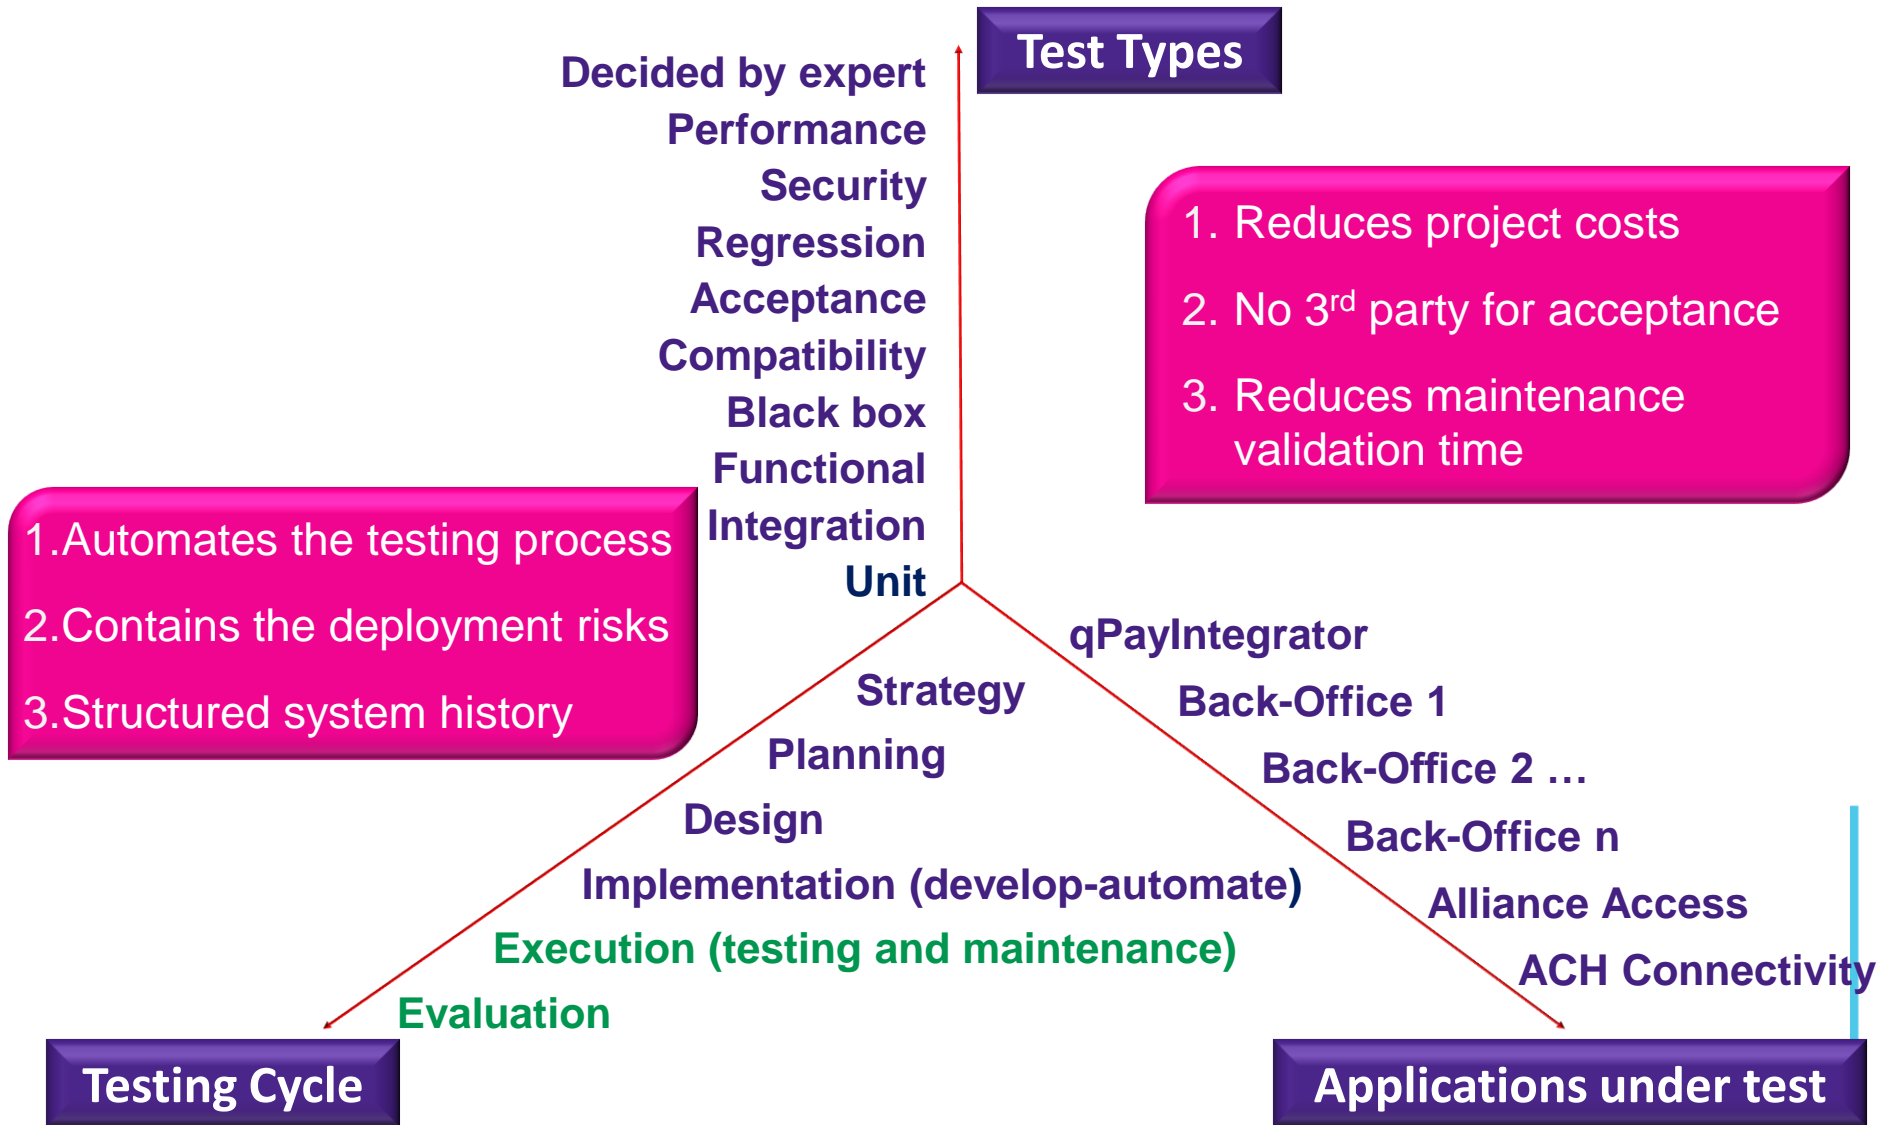 Test Types
Decided by expert
Performance
Security
Regression
Acceptance
Compatibility
Black box
Functional
Integration
Unit
1. Reduces project costs
2. No 3rd party for acceptance
3. Reduces maintenance
validation time
1.Automates the testing process
2.Contains the deployment risks
3.Structured system history
Strategy
Planning
Design
Implementation (develop-automate)
Execution (testing and maintenance)
Evaluation
qPayIntegrator
Back-Office 1
Back-Office 2 …
Back-Office n
Alliance Access
ACH Connectivity
Testing Cycle
Applications under test